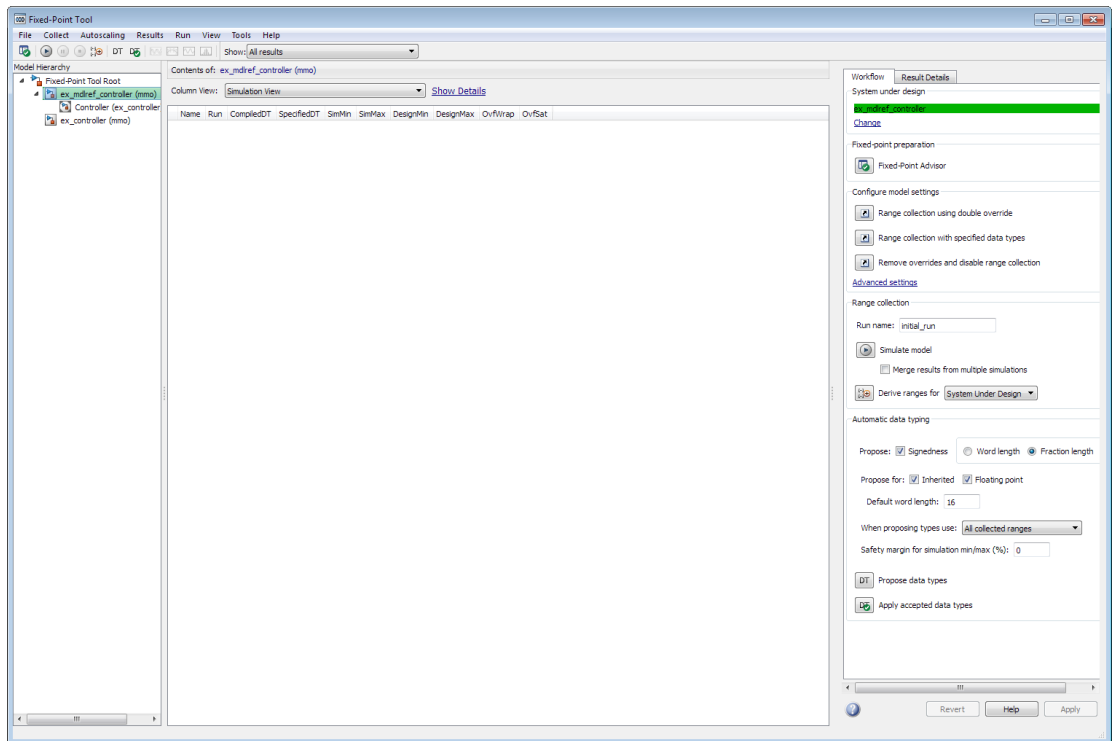 Fixed-Point Tool
File Collect Autoscaling Results Run View Tools Help
DT DT Show: All results
Model Hierarchy
Fixed-Point Tool Root
ex_mdlref_controller (mmo)
Controller (ex_controller
ex_controller (mmo)
Contents of: ex_mdlref_controller (mmo)
Column View: Simulation View Show Details
Name Run CompiledDT SpecifiedDT SimMin SimMax DesignMin DesignMax OvfWrap OvfSat
Workflow Result Details
System under design
ex_mdlref_controller
Change
Fixed-point preparation
Fixed-Point Advisor
Configure model settings
Range collection using double override
Range collection with specified data types
Remove overrides and disable range collection
Advanced settings
Range collection
Run name: initial_run
Simulate model
Merge results from multiple simulations
Derive ranges for System Under Design
Automatic data typing
Propose: Signedness Word length Fraction length
Propose for: Inherited Floating point
Default word length: 16
When proposing types use: All collected ranges
Safety margin for simulation min/max (%): 0
DT Propose data types
DT Apply accepted data types
Revert Help Apply